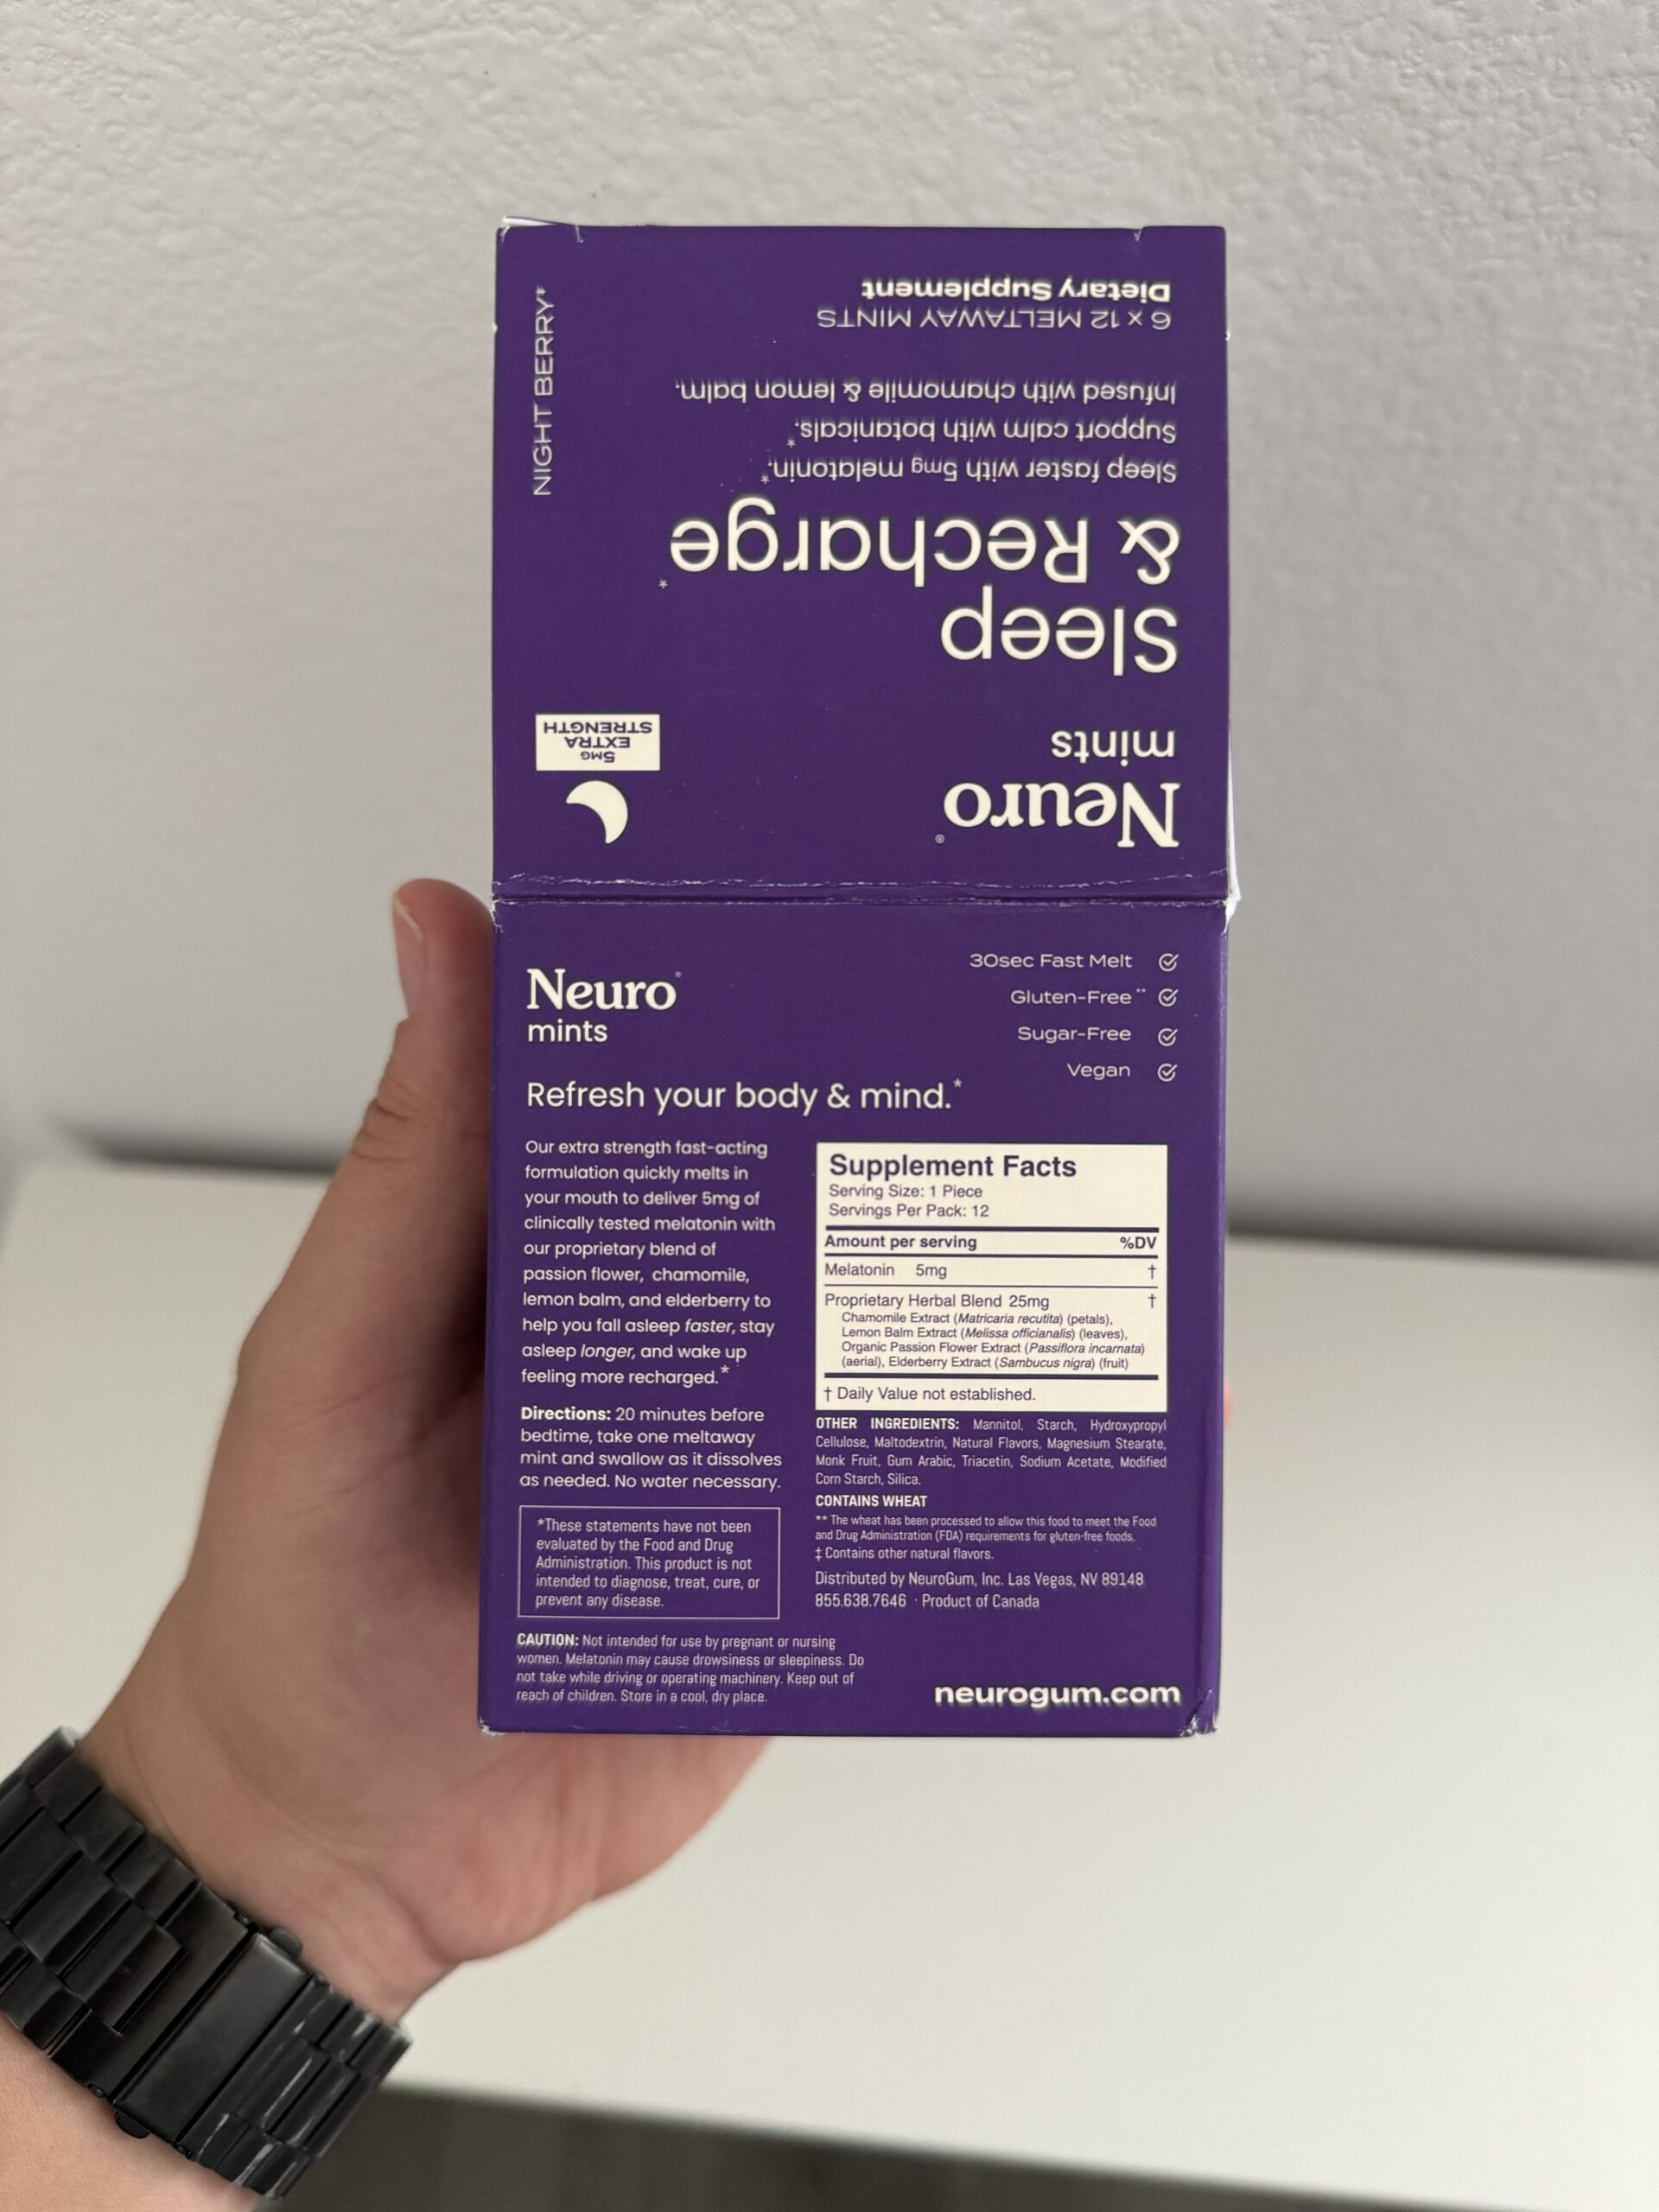 Dietary Supplement
6 x 12 MELTAWAY MINTS
Infused with chamomile & lemon balm.
Support calm with botanicals.*
Sleep faster with 5mg melatonin.*
& Recharge*
Sleep
mints
Neuro®
NIGHT BERRY‡
5MG
EXTRA
STRENGTH
Neuro®
mints
30sec Fast Melt
Gluten-Free**
Sugar-Free
Vegan
Refresh your body & mind.*
Our extra strength fast-acting
formulation quickly melts in
your mouth to deliver 5mg of
clinically tested melatonin with
our proprietary blend of
passion flower, chamomile,
lemon balm, and elderberry to
help you fall asleep faster, stay
asleep longer, and wake up
feeling more recharged.*
Directions: 20 minutes before
bedtime, take one meltaway
mint and swallow as it dissolves
as needed. No water necessary.
*These statements have not been
evaluated by the Food and Drug
Administration. This product is not
intended to diagnose, treat, cure, or
prevent any disease.
CAUTION: Not intended for use by pregnant or nursing
women. Melatonin may cause drowsiness or sleepiness. Do
not take while driving or operating machinery. Keep out of
reach of children. Store in a cool, dry place.
Supplement Facts
Serving Size: 1 Piece
Servings Per Pack: 12
Amount per serving %DV
Melatonin 5mg †
Proprietary Herbal Blend 25mg †
Chamomile Extract (Matricaria recutita) (petals),
Lemon Balm Extract (Melissa officianalis) (leaves),
Organic Passion Flower Extract (Passiflora incarnata)
(aerial), Elderberry Extract (Sambucus nigra) (fruit)
† Daily Value not established.
OTHER INGREDIENTS: Mannitol, Starch, Hydroxypropyl
Cellulose, Maltodextrin, Natural Flavors, Magnesium Stearate,
Monk Fruit, Gum Arabic, Triacetin, Sodium Acetate, Modified
Corn Starch, Silica.
CONTAINS WHEAT
** The wheat has been processed to allow this food to meet the Food
and Drug Administration (FDA) requirements for gluten-free foods.
‡ Contains other natural flavors.
Distributed by NeuroGum, Inc. Las Vegas, NV 89148
855.638.7646 · Product of Canada
neurogum.com